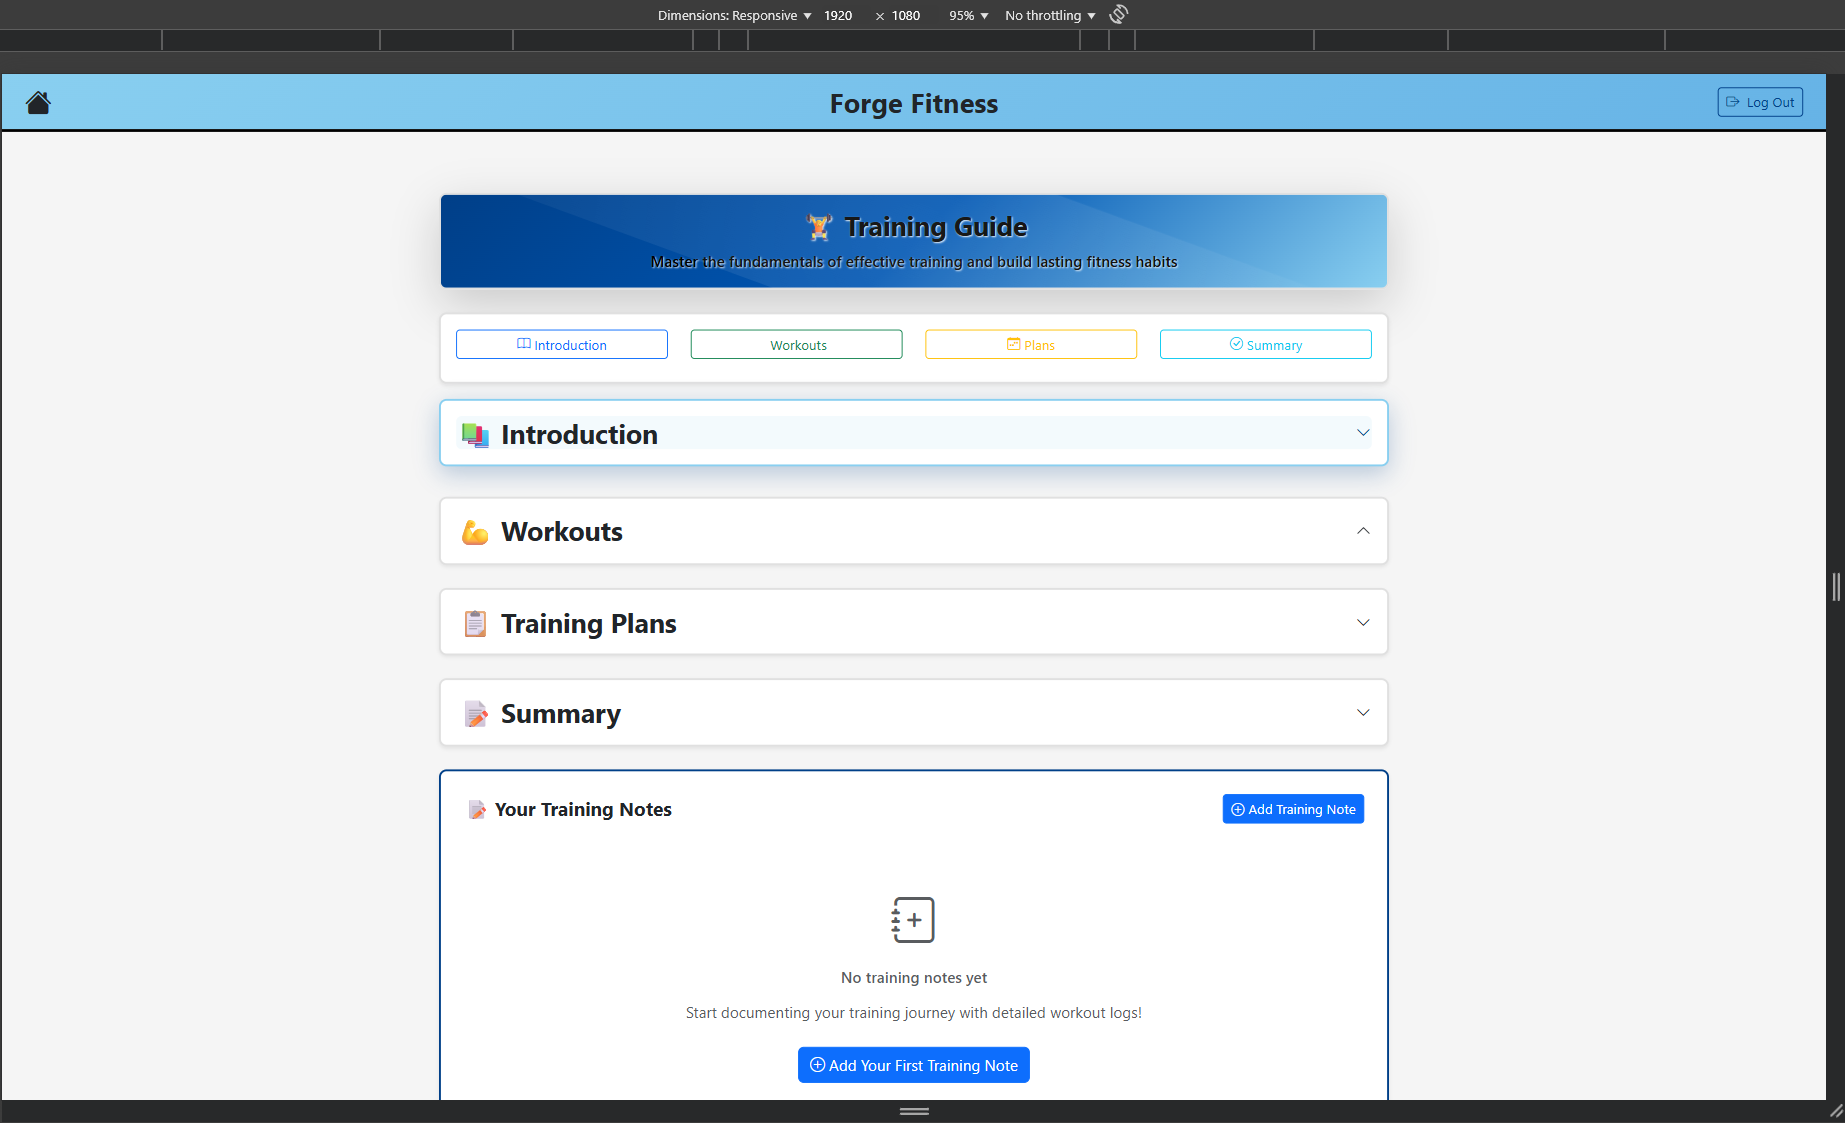 Dimensions: Responsive 1920 × 1080 95% No throttling
Forge Fitness
Log Out
Training Guide
Master the fundamentals of effective training and build lasting fitness habits
Introduction Workouts Plans Summary
Introduction
Workouts
Training Plans
Summary
Your Training Notes
Add Training Note
No training notes yet
Start documenting your training journey with detailed workout logs!
Add Your First Training Note